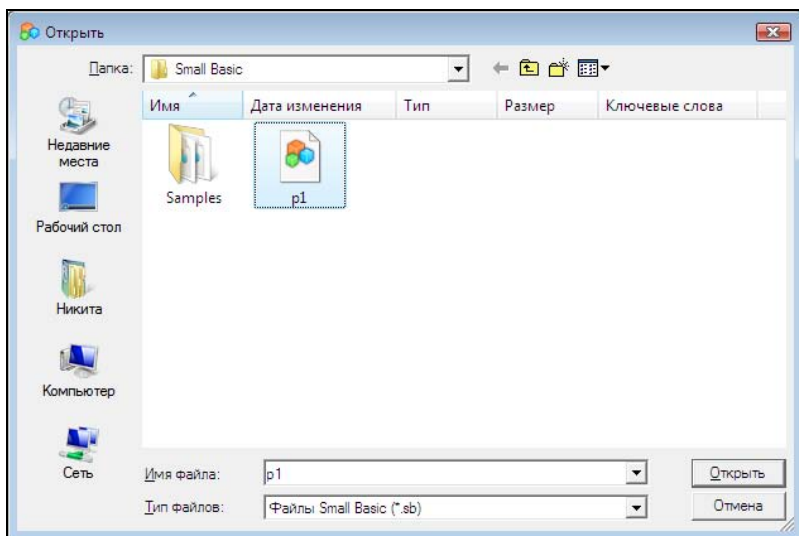 Открыть
Папка: Small Basic
Имя Дата изменения Тип Размер Ключевые слова
Недавние места
Samples p1
Рабочий стол
Никита
Компьютер
Сеть
Имя файла: p1 Открыть
Тип файлов: Файлы Small Basic (*.sb) Отмена